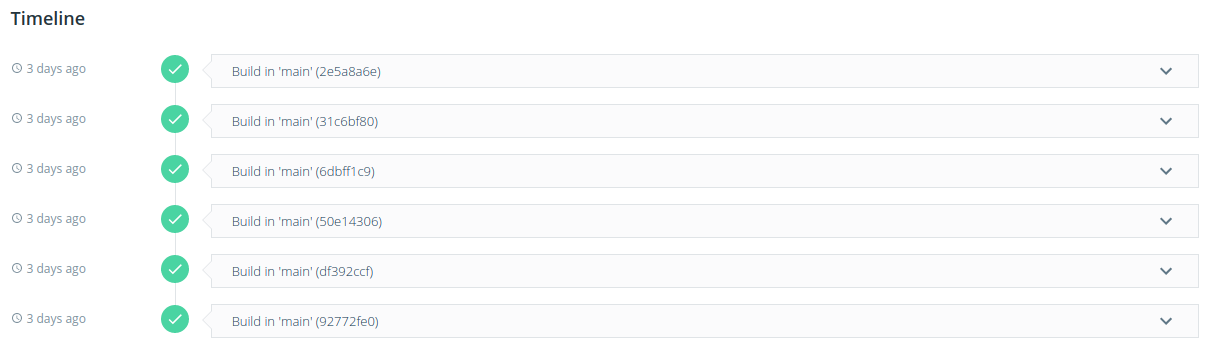 Timeline
3 days ago Build in 'main' (2e5a8a6e)
3 days ago Build in 'main' (31c6bf80)
3 days ago Build in 'main' (6dbff1c9)
3 days ago Build in 'main' (50e14306)
3 days ago Build in 'main' (df392ccf)
3 days ago Build in 'main' (92772fe0)